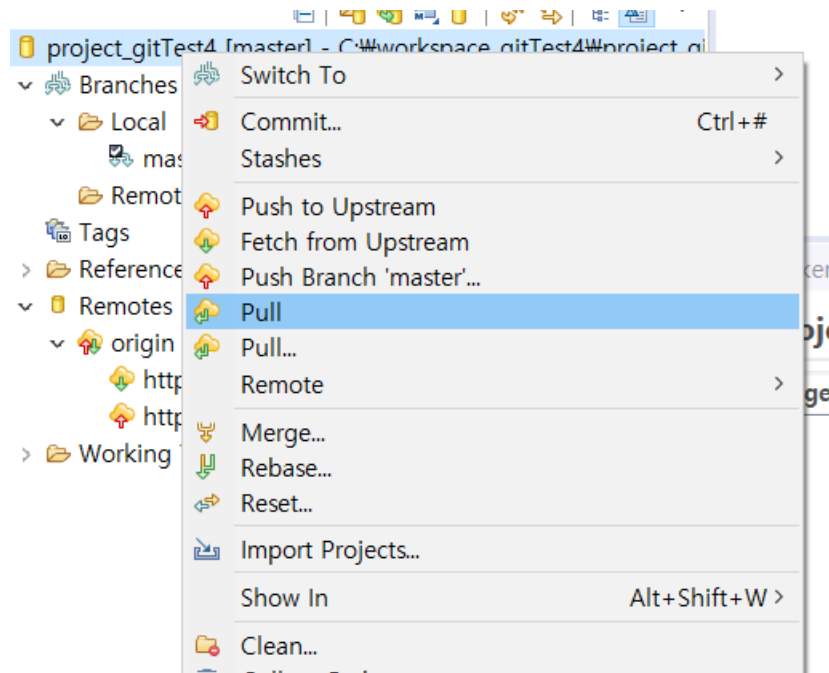 project_gitTest4 [master] - C:₩workspace_gitTest4₩project_gi
Branches
Switch To
Local
Commit... Ctrl+#
mas
Stashes
Remot
Push to Upstream
Tags
Fetch from Upstream
Reference
Push Branch 'master'...
Remotes
Pull
origin
Pull...
http
Remote
http
Merge...
Working
Rebase...
Reset...
Import Projects...
Show In Alt+Shift+W
Clean...